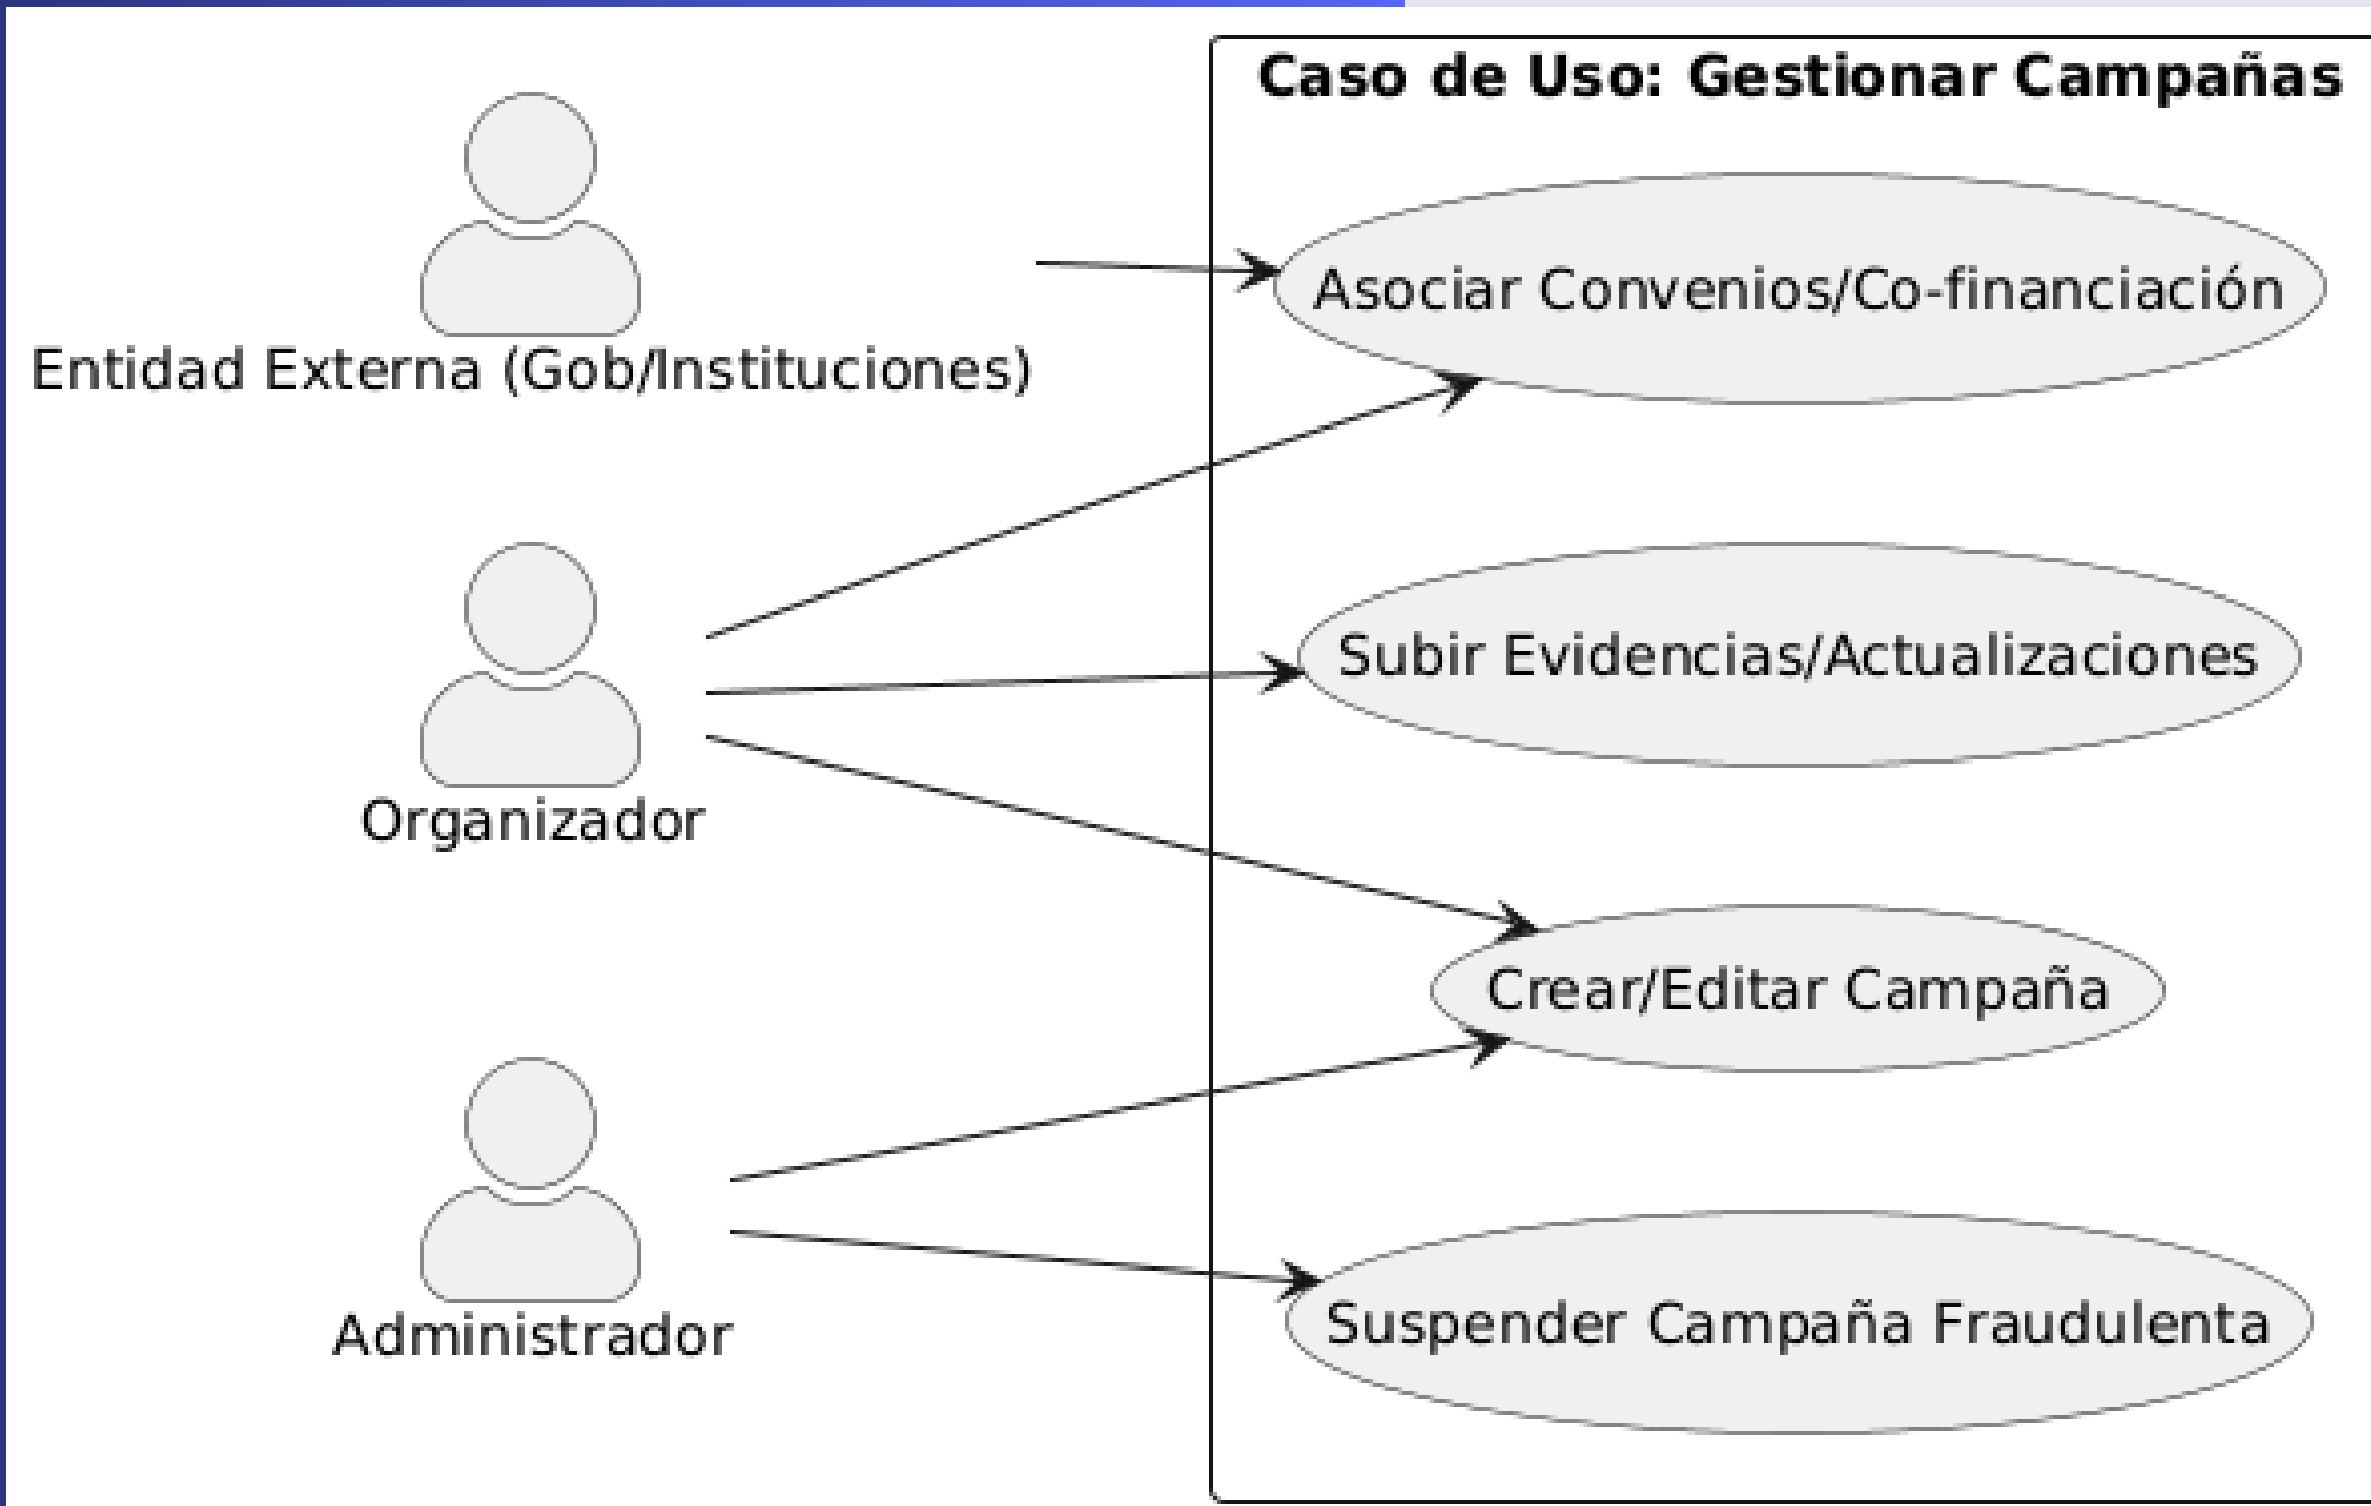 Caso de Uso: Gestionar Campañas
Entidad Externa (Gob/Instituciones)
Asociar Convenios/Co-financiación
Organizador
Subir Evidencias/Actualizaciones
Crear/Editar Campaña
Administrador
Suspender Campaña Fraudulenta